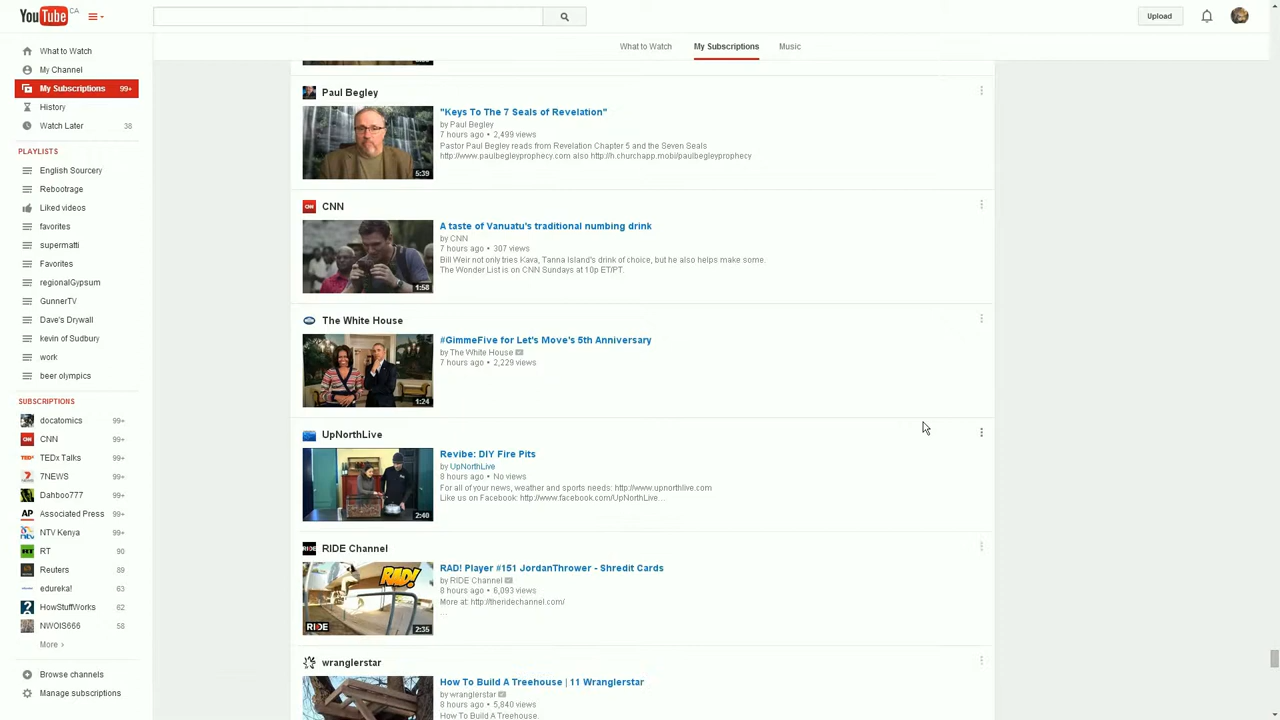 YouTube CA
Upload
What to Watch
My Subscriptions
Music
What to Watch
My Channel
My Subscriptions 99+
History
Watch Later 38
PLAYLISTS
English Sourcery
Rebootrage
Liked videos
favorites
supermatti
Favorites
regionalGypsum
GunnerTV
Dave's Drywall
kevin of Sudbury
work
beer olympics
SUBSCRIPTIONS
docatomics 99+
CNN 99+
TEDx Talks 99+
7NEWS 99+
Dahboo777 99+
Associated Press 99+
NTV Kenya 99+
RT 90
Reuters 89
edureka! 63
HowStuffWorks 62
NWOIS666 58
More ›
Browse channels
Manage subscriptions
Paul Begley
"Keys To The 7 Seals of Revelation"
by Paul Begley
7 hours ago • 2,499 views
Pastor Paul Begley reads from Revelation Chapter 5 and the Seven Seals
http://www.paulbegleyprophecy.com also http://h.churchapp.mobi/paulbegleyprophecy
5:39
CNN
A taste of Vanuatu's traditional numbing drink
by CNN
7 hours ago • 307 views
Bill Weir not only tries Kava, Tanna Island's drink of choice, but he also helps make some.
The Wonder List is on CNN Sundays at 10p ET/PT.
1:58
The White House
#GimmeFive for Let's Move's 5th Anniversary
by The White House
7 hours ago • 2,229 views
1:24
UpNorthLive
Revibe: DIY Fire Pits
by UpNorthLive
8 hours ago • No views
For all of your news, weather and sports needs: http://www.upnorthlive.com
Like us on Facebook: http://www.facebook.com/UpNorthLive...
2:40
RIDE Channel
RAD! Player #151 JordanThrower - Shredit Cards
by RIDE Channel
8 hours ago • 6,093 views
More at: http://theridechannel.com/
...
RAD!
RIDE
2:35
wranglerstar
How To Build A Treehouse | 11 Wranglerstar
by wranglerstar
8 hours ago • 5,840 views
How To Build A Treehouse.